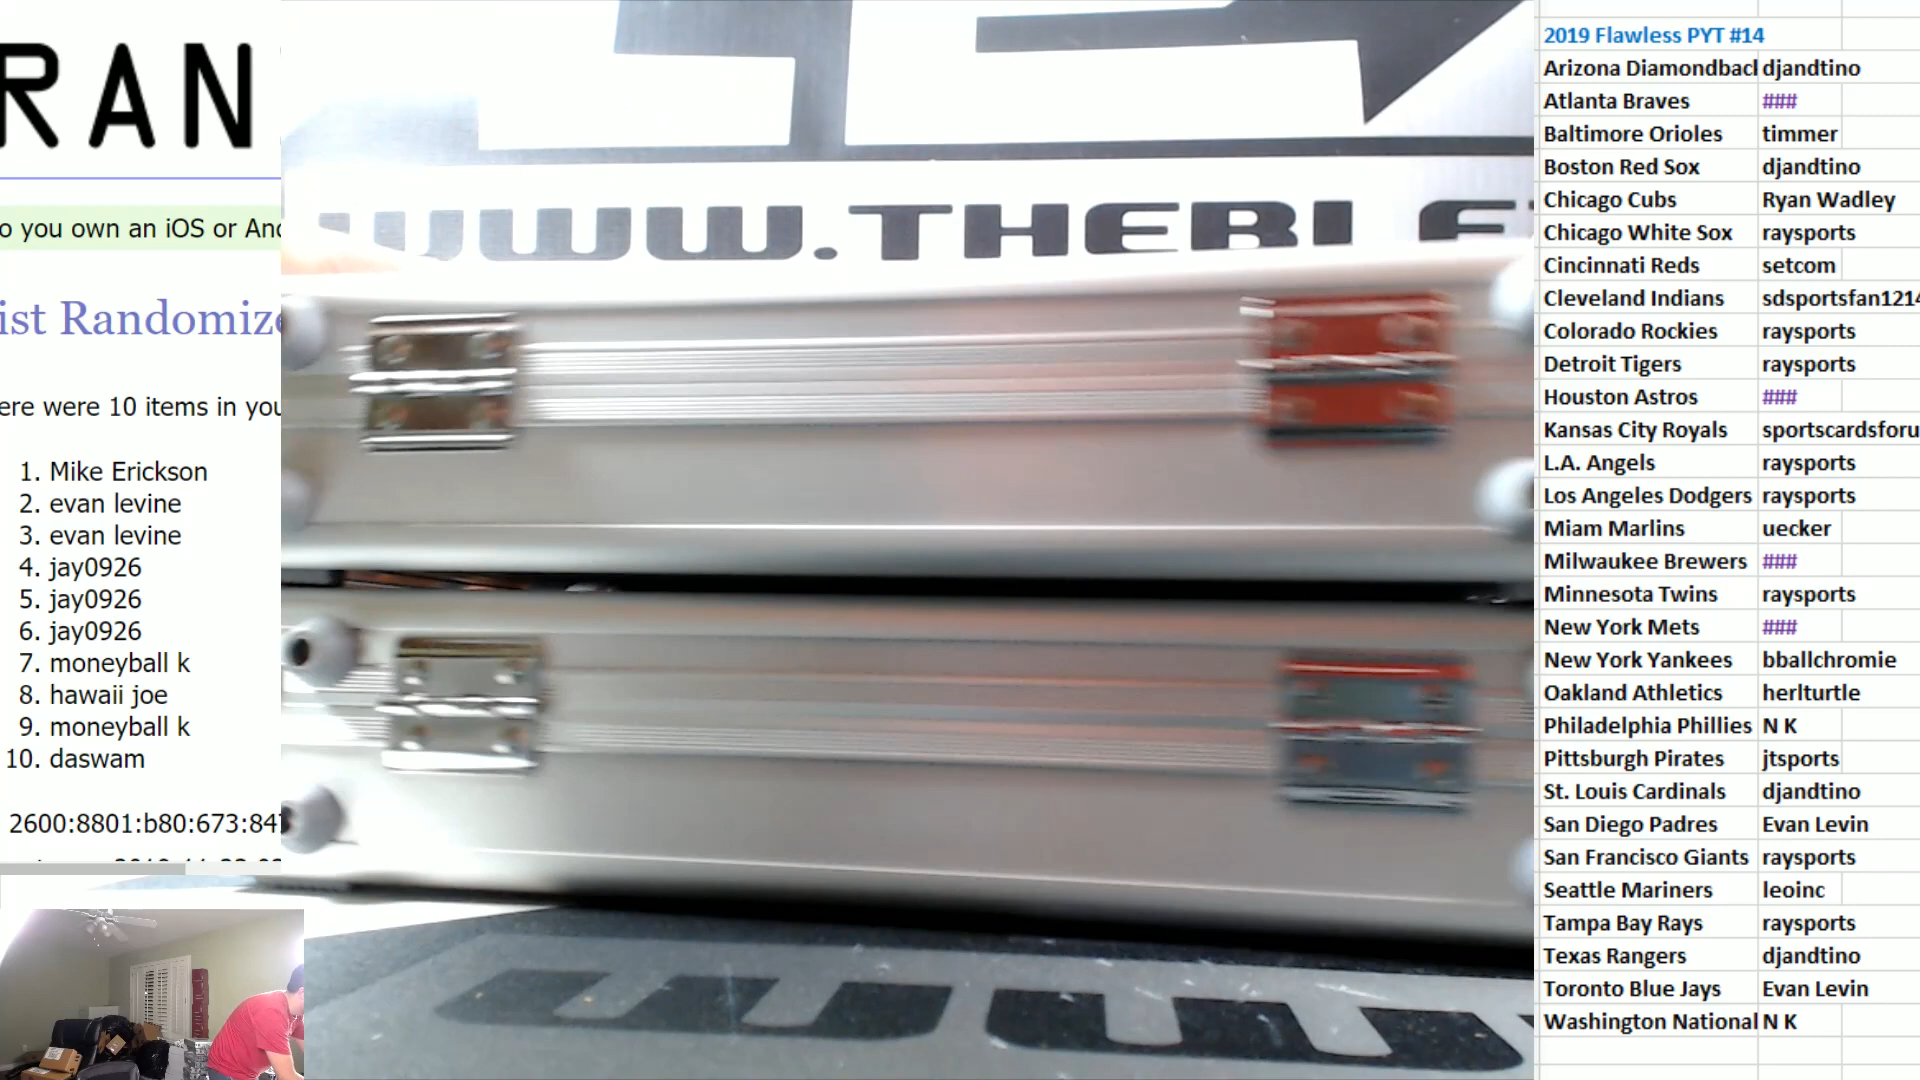 RAN
o you own an iOS or And
ist Randomize
ere were 10 items in you
1. Mike Erickson
2. evan levine
3. evan levine
4. jay0926
5. jay0926
6. jay0926
7. moneyball k
8. hawaii joe
9. moneyball k
10. daswam
2600:8801:b80:673:847
WWW.THEBLE
2019 Flawless PYT #14
Arizona Diamondbac djandtino
Atlanta Braves ###
Baltimore Orioles timmer
Boston Red Sox djandtino
Chicago Cubs Ryan Wadley
Chicago White Sox raysports
Cincinnati Reds setcom
Cleveland Indians sdsportsfan1214
Colorado Rockies raysports
Detroit Tigers raysports
Houston Astros ###
Kansas City Royals sportscardsforu
L.A. Angels raysports
Los Angeles Dodgers raysports
Miam Marlins uecker
Milwaukee Brewers ###
Minnesota Twins raysports
New York Mets ###
New York Yankees bballchromie
Oakland Athletics herlturtle
Philadelphia Phillies N K
Pittsburgh Pirates jtsports
St. Louis Cardinals djandtino
San Diego Padres Evan Levin
San Francisco Giants raysports
Seattle Mariners leoinc
Tampa Bay Rays raysports
Texas Rangers djandtino
Toronto Blue Jays Evan Levin
Washington National N K